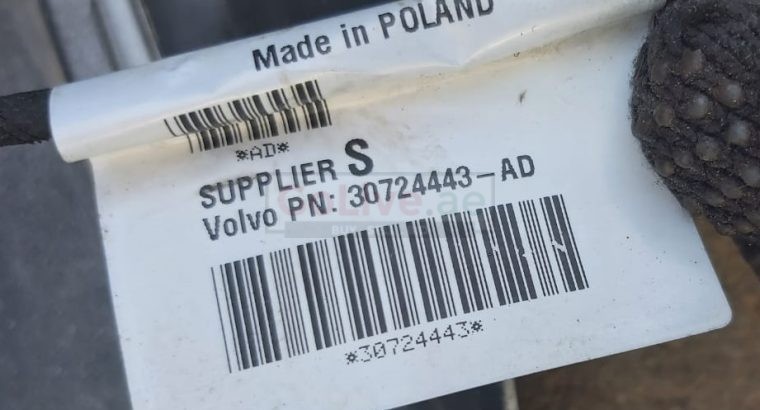 Made in POLAND
*AD*
SUPPLIER S
Volvo PN: 30724443-AD
*30724443*